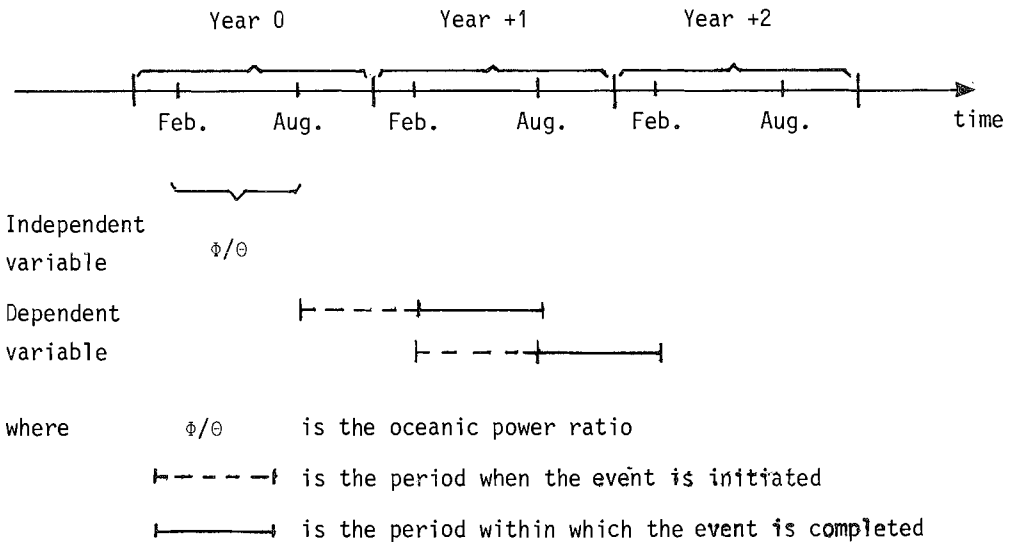 Year 0 Year +1 Year +2
Feb. Aug. Feb. Aug. Feb. Aug. time
Independent
variable Φ/Θ
Dependent
variable
where Φ/Θ is the oceanic power ratio
is the period when the event is initiated
is the period within which the event is completed